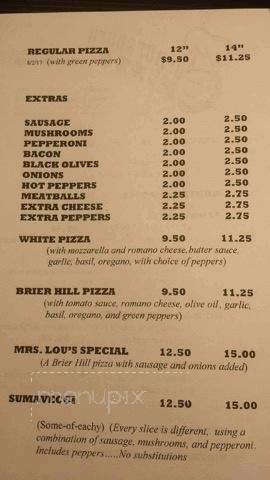 12" 14"
REGULAR PIZZA $9.50 $11.25
(with green peppers)
EXTRAS
SAUSAGE 2.00 2.50
MUSHROOMS 2.00 2.50
PEPPERONI 2.00 2.50
BACON 2.00 2.50
BLACK OLIVES 2.00 2.50
ONIONS 2.00 2.50
HOT PEPPERS 2.00 2.50
MEATBALLS 2.25 2.75
EXTRA CHEESE 2.25 2.75
EXTRA PEPPERS 2.25 2.75
WHITE PIZZA 9.50 11.25
(with mozzarella and romano cheese, butter sauce,
garlic, basil, oregano, with choice of peppers)
BRIER HILL PIZZA 9.50 11.25
(with tomato sauce, romano cheese, olive oil, garlic,
basil, oregano, and green peppers)
MRS. LOU'S SPECIAL 12.50 15.00
(A Brier Hill pizza with sausage and onions added)
menupix
12.50 15.00
(Some-of-eachy) (Every slice is different, using a
combination of sausage, mushrooms, and pepperoni.
Includes peppers.....No substitutions